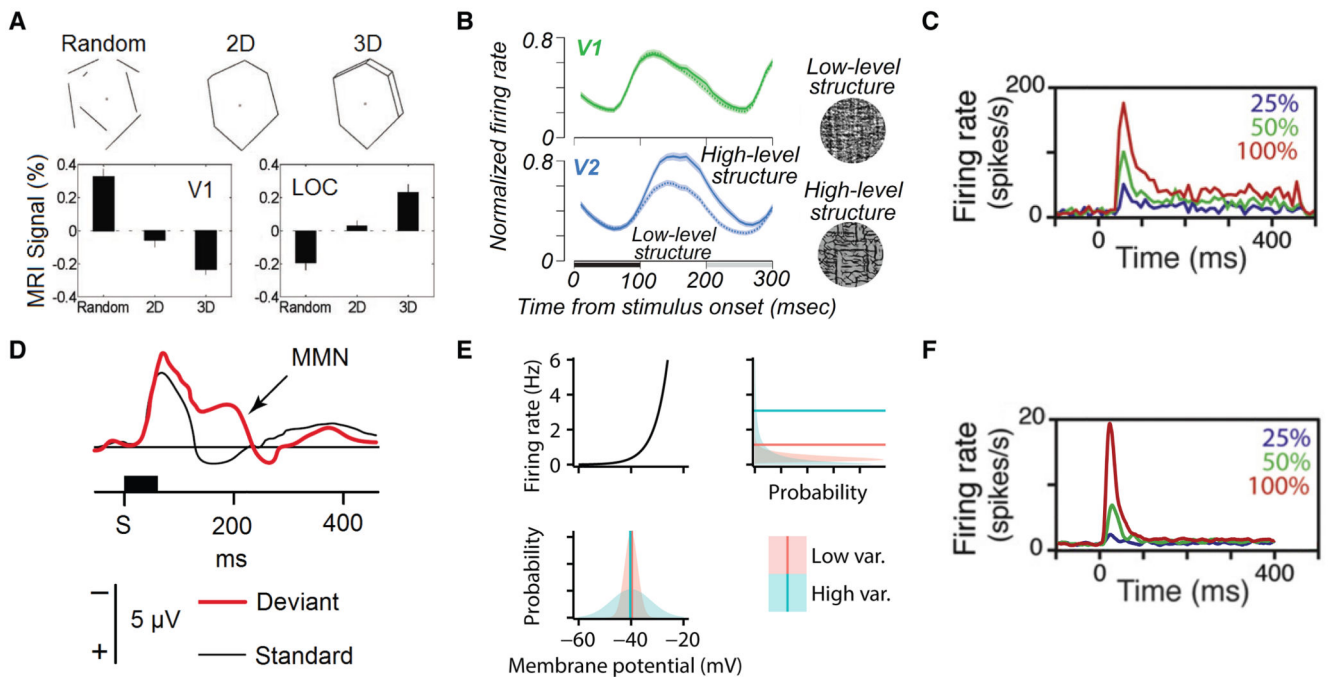 A
Random
2D
3D
MRI Signal (%)
0.4
0.2
0
-0.2
-0.4
V1
Random
2D
3D
0.4
0.2
0
-0.2
-0.4
LOC
Random
2D
3D
B
Normalized firing rate
0.8
0
V1
0.8
0
V2
High-level
structure
Low-level
structure
0
100
200
300
Time from stimulus onset (msec)
Low-level
structure
High-level
structure
C
Firing rate
(spikes/s)
200
0
25%
50%
100%
0
400
Time (ms)
D
MMN
S
200
400
ms
−
5 μV
+
Deviant
Standard
E
Firing rate (Hz)
6
4
2
0
Probability
Probability
−60
−40
−20
Membrane potential (mV)
Low var.
High var.
F
Firing rate
(spikes/s)
20
0
25%
50%
100%
0
400
Time (ms)